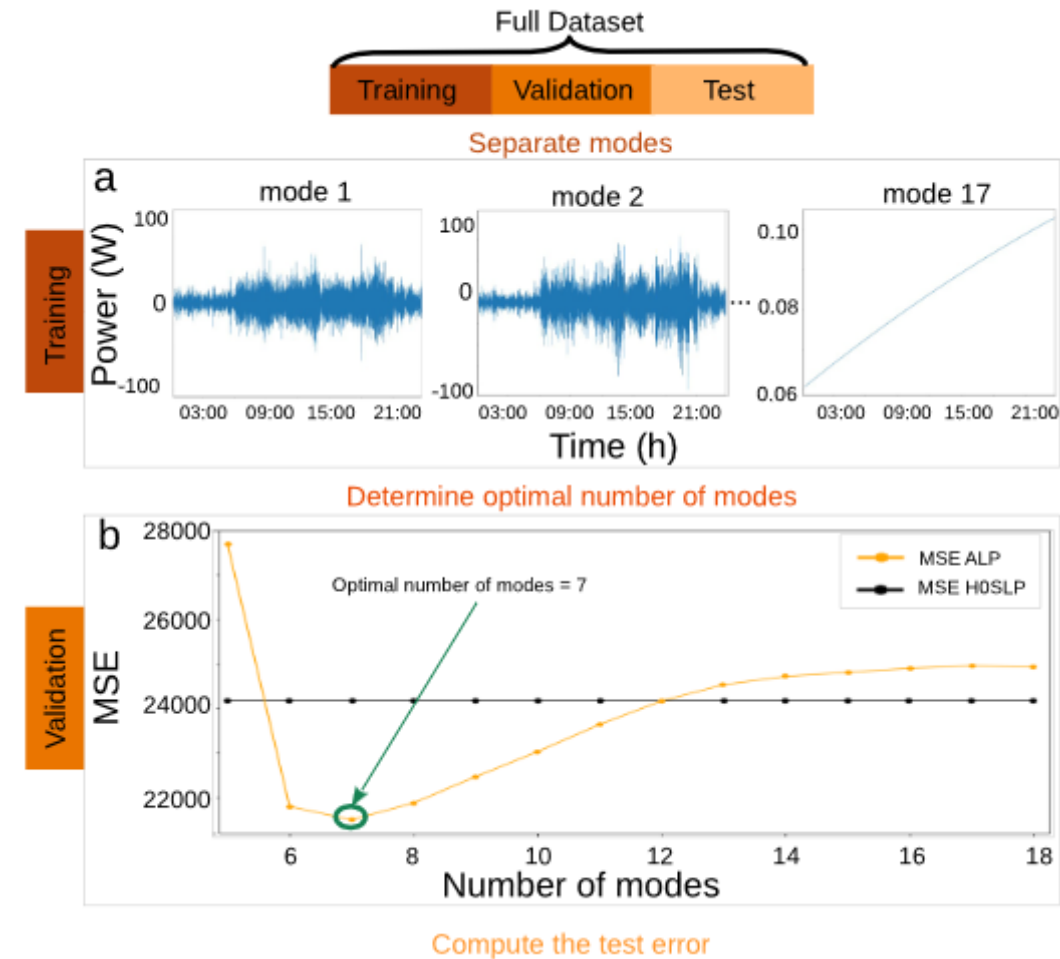 Full Dataset
Training Validation Test
Separate modes
a
mode 1 mode 2 mode 17
Training
Power (W)
100
0
-100
03:00 09:00 15:00 21:00
100
0
-100
03:00 09:00 15:00 21:00
...
0.10
0.08
0.06
03:00 09:00 15:00 21:00
Time (h)
Determine optimal number of modes
b
Validation
MSE
28000
26000
24000
22000
Optimal number of modes = 7
MSE ALP
MSE H0SLP
6 8 10 12 14 16 18
Number of modes
Compute the test error